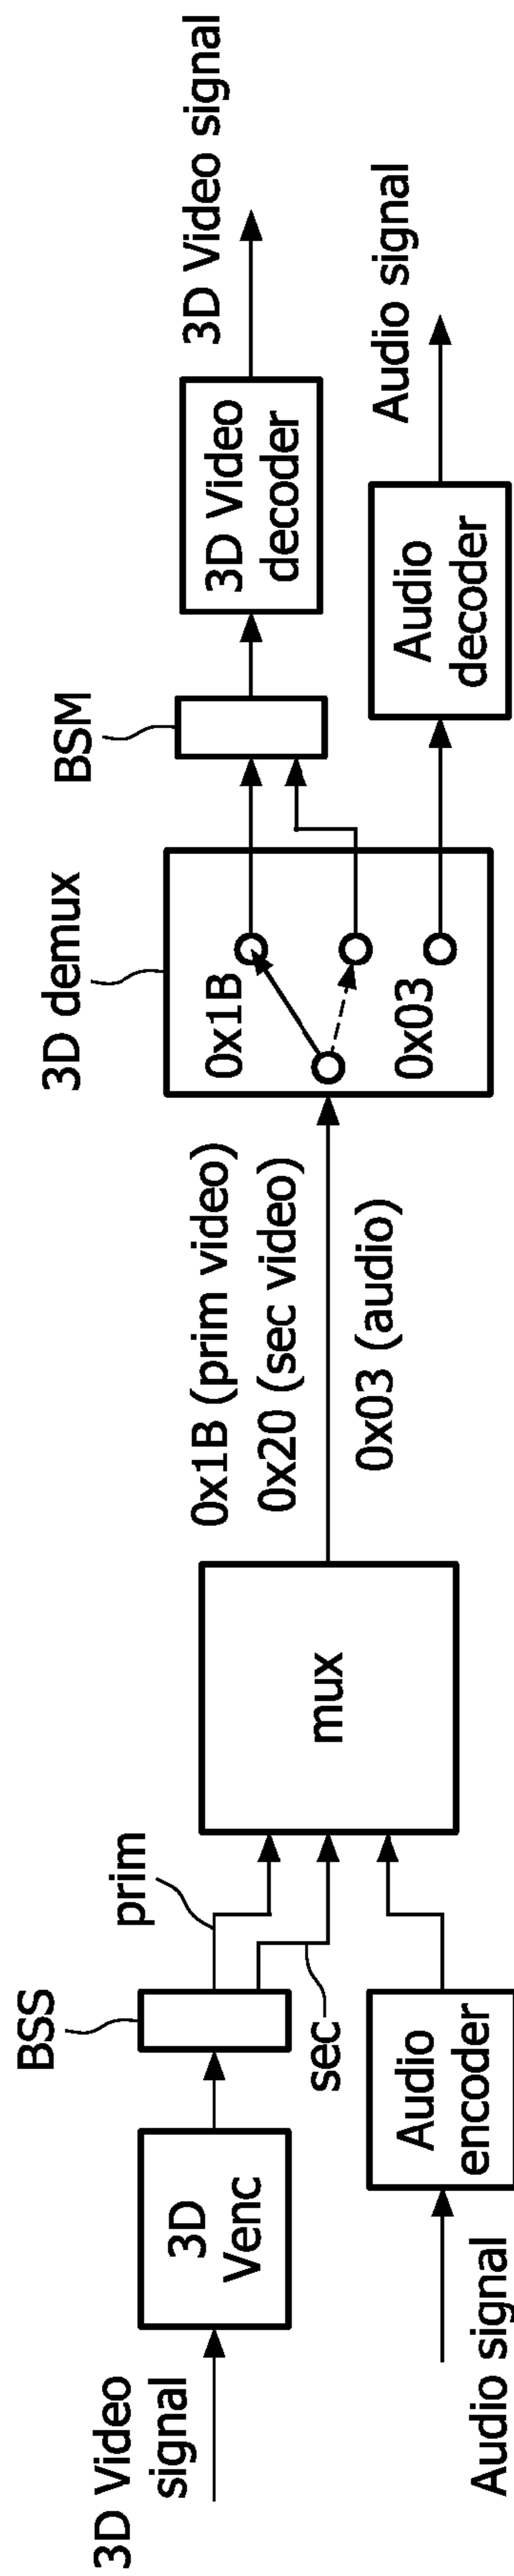 3D Video
signal
3D
Venc
BSS
prim
sec
Audio signal
Audio
encoder
mux
0x1B (prim video)
0x20 (sec video)
0x03 (audio)
3D demux
0x1B
0x03
BSM
3D Video
decoder
3D Video signal
Audio
decoder
Audio signal